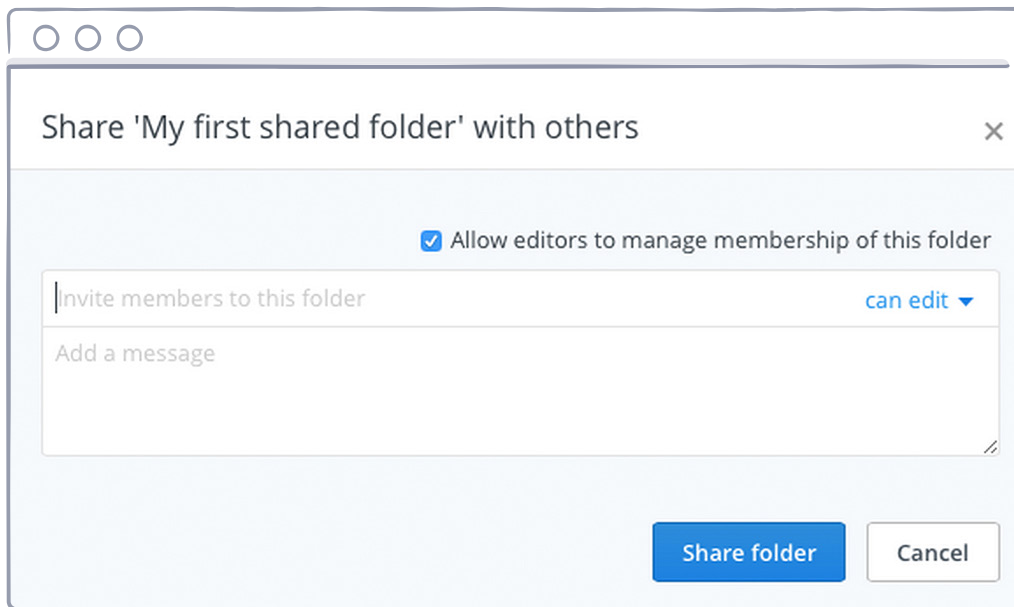 Share 'My first shared folder' with others
Allow editors to manage membership of this folder
Invite members to this folder
can edit
Add a message
Share folder
Cancel